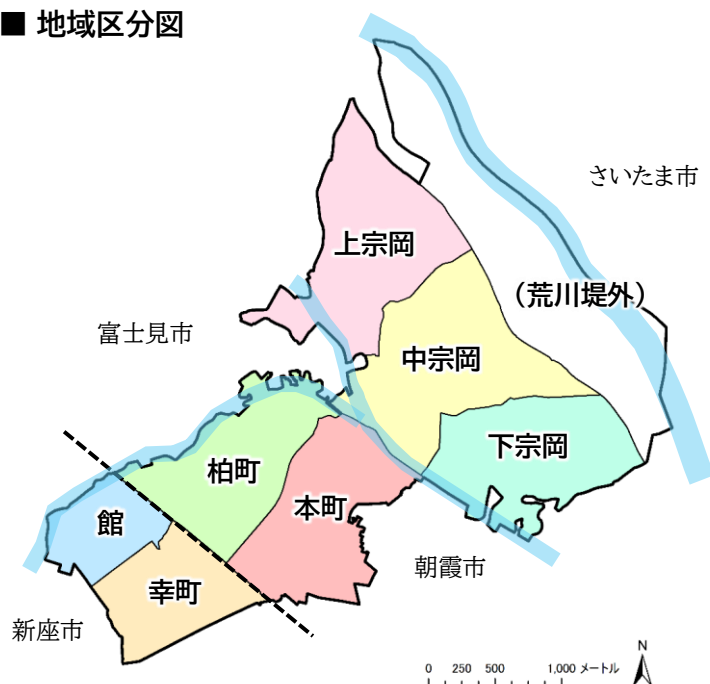 ■ 地域区分図
さいたま市
上宗岡
（荒川堤外）
富士見市
中宗岡
下宗岡
柏町
本町
館
朝霞市
幸町
新座市
N
0 250 500 1,000 メートル